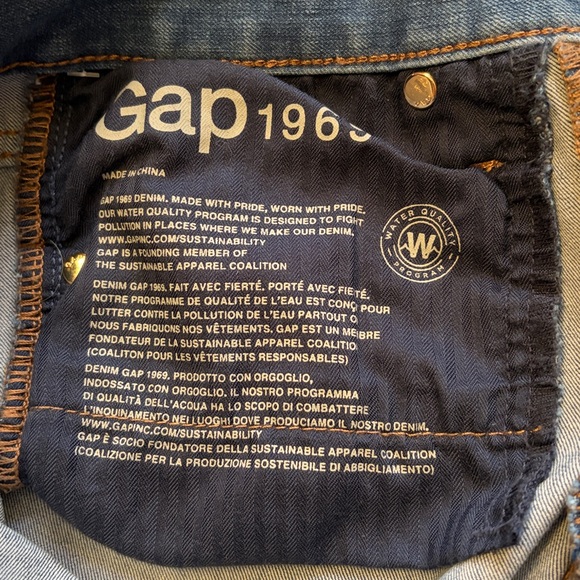 Gap 1969
MADE IN CHINA
GAP 1969 DENIM. MADE WITH PRIDE, WORN WITH PRIDE.
OUR WATER QUALITY PROGRAM IS DESIGNED TO FIGHT
POLLUTION IN PLACES WHERE WE MAKE OUR DENIM.
WWW.GAPINC.COM/SUSTAINABILITY
GAP IS A FOUNDING MEMBER OF
THE SUSTAINABLE APPAREL COALITION
WATER QUALITY
W
PROGRAM
DENIM GAP 1969. FAIT AVEC FIERTÉ. PORTÉ AVEC FIERTÉ.
NOTRE PROGRAMME DE QUALITÉ DE L'EAU EST CONÇU POUR
LUTTER CONTRE LA POLLUTION DE L'EAU PARTOUT O
NOUS FABRIQUONS NOS VÊTEMENTS. GAP EST UN MEMBRE
FONDATEUR DE LA SUSTAINABLE APPAREL COALITIO
(COALITON POUR LES VÊTEMENTS RESPONSABLES)
DENIM GAP 1969. PRODOTTO CON ORGOGLIO,
INDOSSATO CON ORGOGLIO. IL NOSTRO PROGRAMMA
DI QUALITÀ DELL'ACQUA HA LO SCOPO DI COMBATTERE
L'INQUINAMENTO NEI LUOGHI DOVE PRODUCIAMO IL NOSTRO DENIM.
WWW.GAPINC.COM/SUSTAINABILITY
GAP È SOCIO FONDATORE DELLA SUSTAINABLE APPAREL COALITION
(COALIZIONE PER LA PRODUZIONE SOSTENIBILE DI ABBIGLIAMENTO)